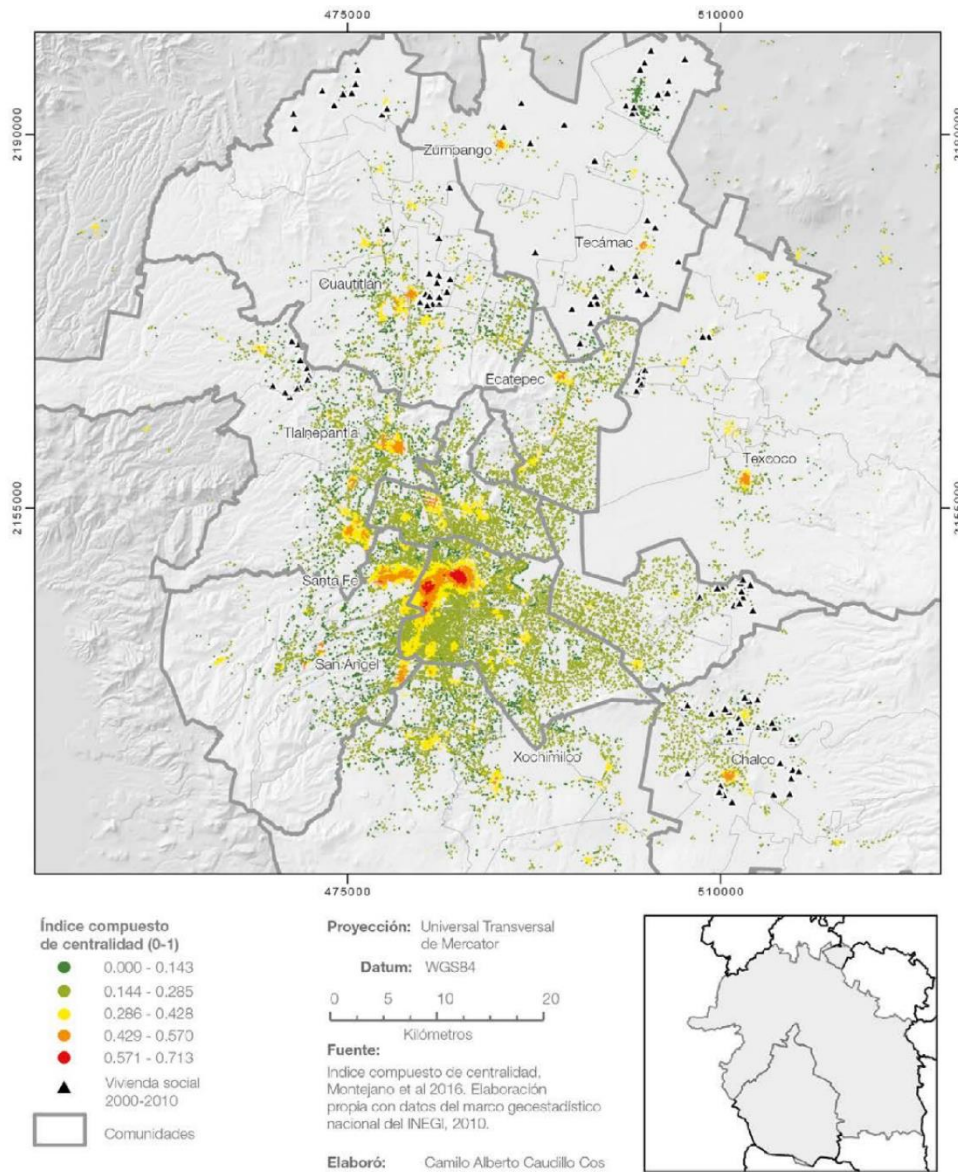 475000 510000
2190000 2190000
Zumpango
Tecámac
Cuautitlán
Ecatepec
Tlalnepantla
Texcoco
2155000 2155000
Santa Fe
San Ángel
Xochimilco
Chalco
475000 510000
Índice compuesto
de centralidad (0-1)
0.000 - 0.143
0.144 - 0.285
0.286 - 0.428
0.429 - 0.570
0.571 - 0.713
Vivienda social
2000-2010
Comunidades
Proyección: Universal Transversal
de Mercator
Datum: WGS84
0 5 10 20
Kilómetros
Fuente:
Indice compuesto de centralidad,
Montejano et al 2016. Elaboración
propia con datos del marco geoestadístico
nacional del INEGI, 2010.
Elaboró: Camilo Alberto Caudillo Cos